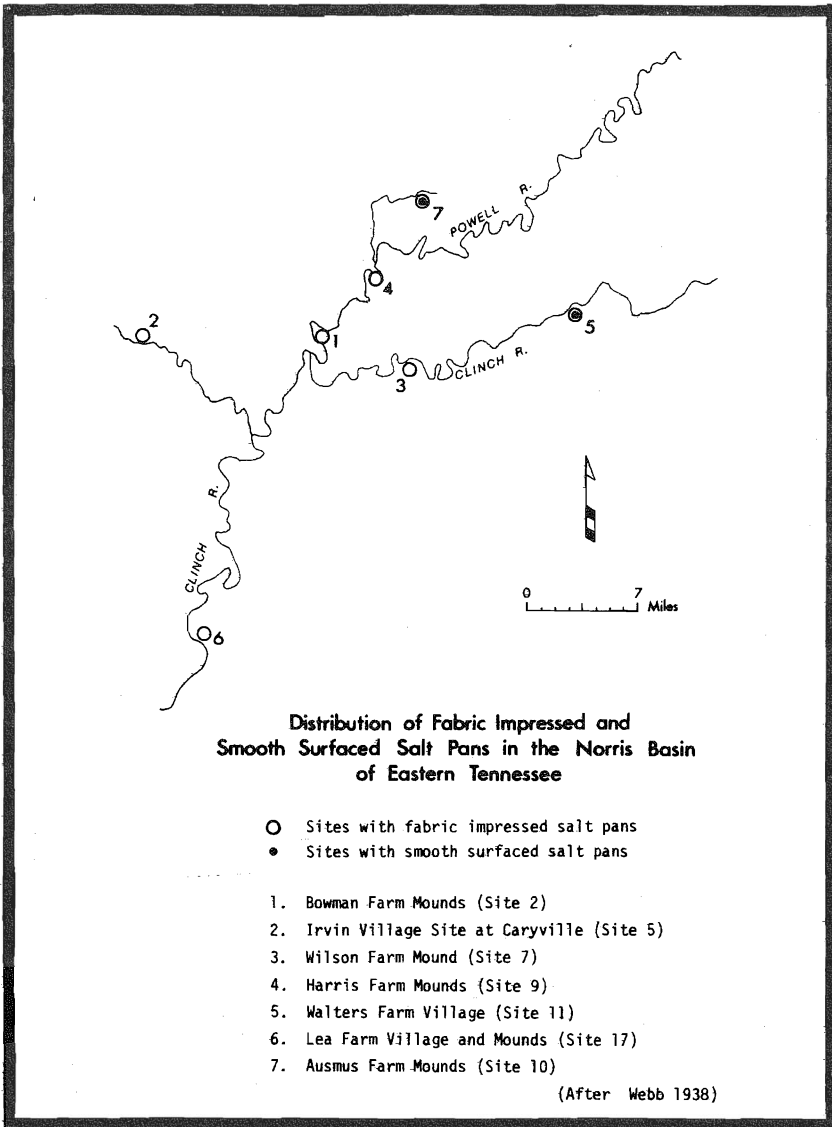 7
POWELL R.
4
2
1
5
3
CLINCH R.
CLINCH R.
6
0 7
Miles
Distribution of Fabric Impressed and
Smooth Surfaced Salt Pans in the Norris Basin
of Eastern Tennessee
Sites with fabric impressed salt pans
Sites with smooth surfaced salt pans
1. Bowman Farm Mounds (Site 2)
2. Irvin Village Site at Caryville (Site 5)
3. Wilson Farm Mound (Site 7)
4. Harris Farm Mounds (Site 9)
5. Walters Farm Village (Site 11)
6. Lea Farm Village and Mounds (Site 17)
7. Ausmus Farm Mounds (Site 10)
(After Webb 1938)